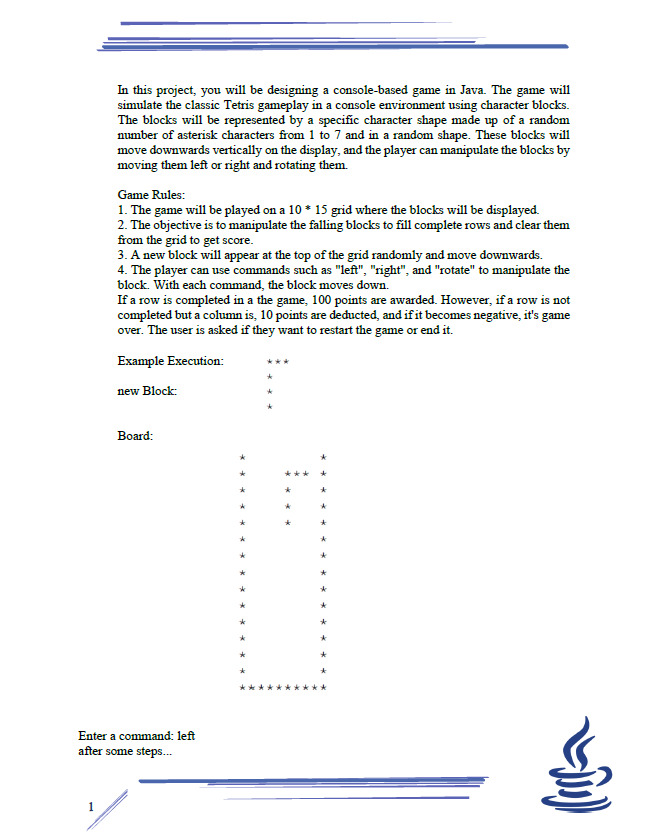 In this project, you will be designing a console-based game in Java. The game will
simulate the classic Tetris gameplay in a console environment using character blocks.
The blocks will be represented by a specific character shape made up of a random
number of asterisk characters from 1 to 7 and in a random shape. These blocks will
move downwards vertically on the display, and the player can manipulate the blocks by
moving them left or right and rotating them.
Game Rules:
1. The game will be played on a 10 * 15 grid where the blocks will be displayed.
2. The objective is to manipulate the falling blocks to fill complete rows and clear them
from the grid to get score.
3. A new block will appear at the top of the grid randomly and move downwards.
4. The player can use commands such as "left", "right", and "rotate" to manipulate the
block. With each command, the block moves down.
If a row is completed in a the game, 100 points are awarded. However, if a row is not
completed but a column is, 10 points are deducted, and if it becomes negative, it's game
over. The user is asked if they want to restart the game or end it.
Example Execution: ***
*
new Block: *
*
Board:
* *
* *** *
* * *
* * *
* * *
* *
* *
* *
* *
* *
* *
* *
* *
* *
**********
Enter a command: left
after some steps...
1